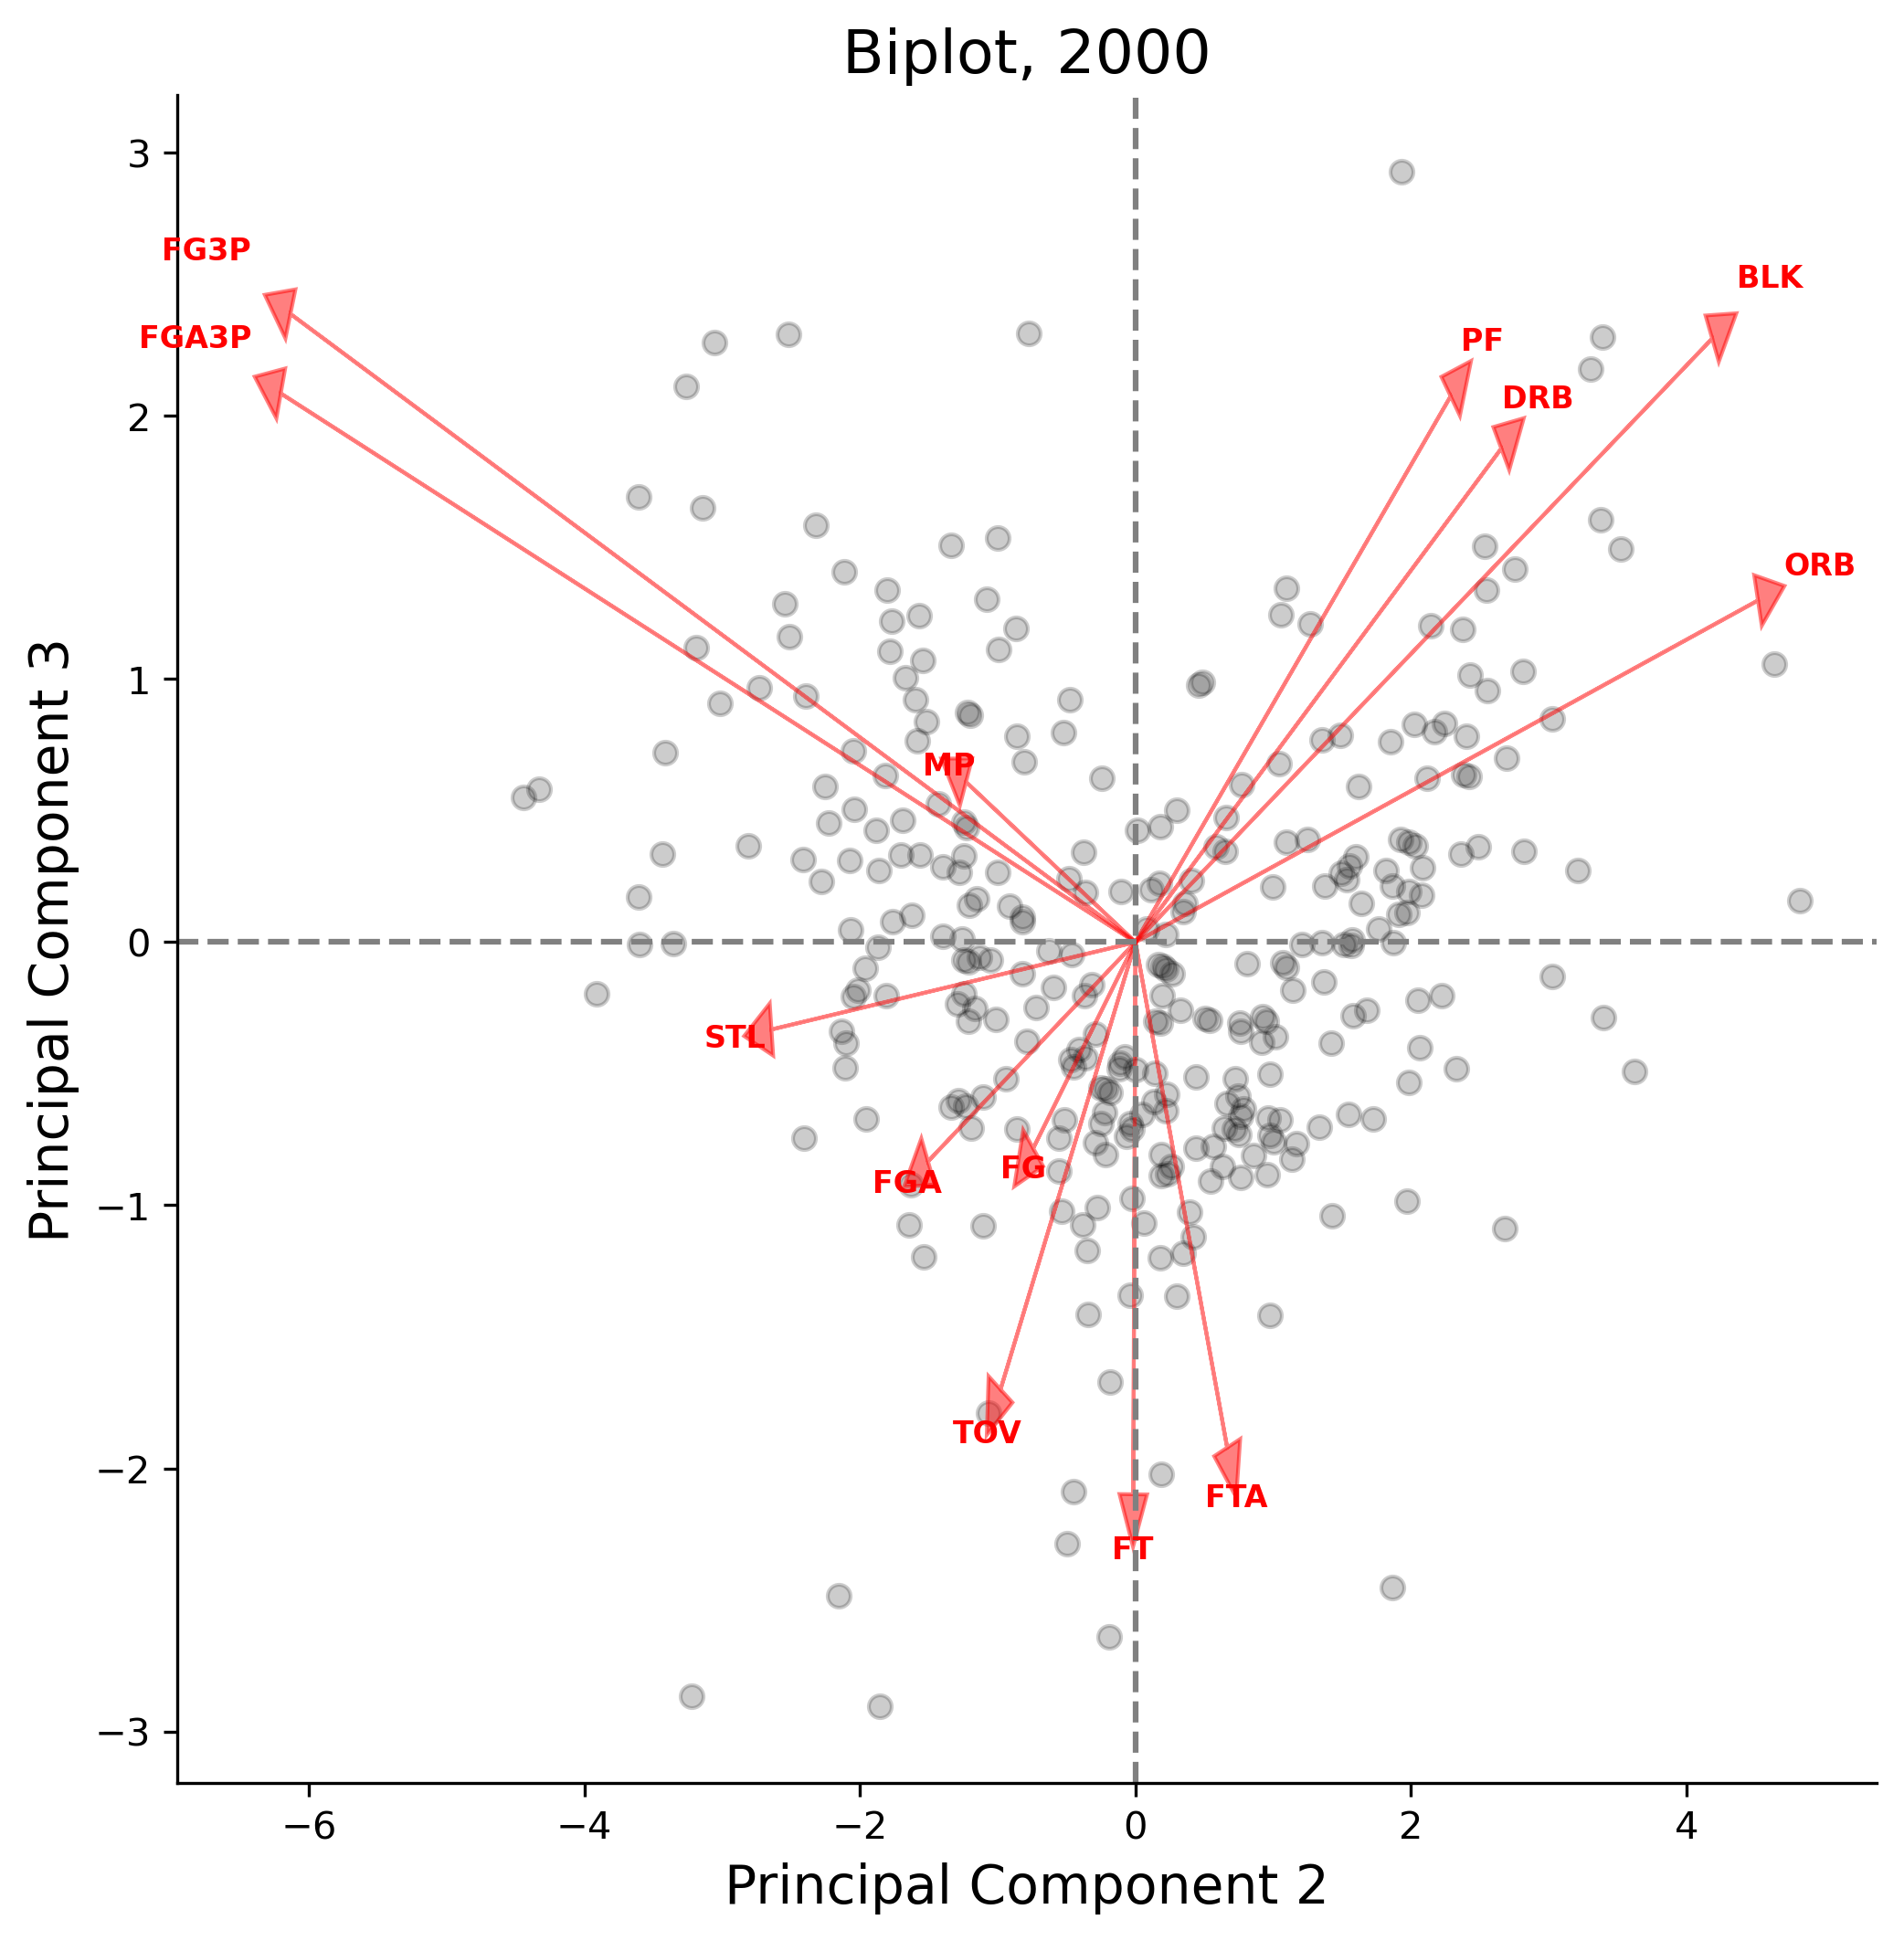 Biplot, 2000
3
FG3P
BLK
FGA3P
PF
DRB
2
ORB
1
MP
0
STL
FGA
FG
−1
TOV
FTA
−2
FT
−3
−6
−4
−2
0
2
4
Principal Component 2
Principal Component 3